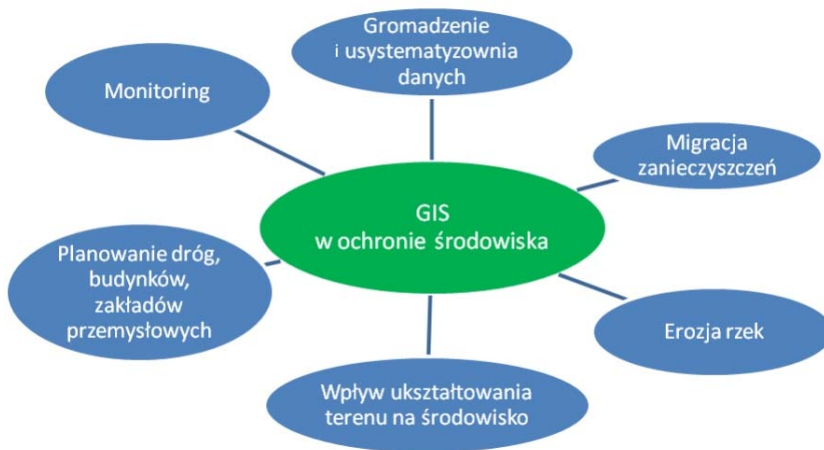 Gromadzenie
i usystematyzownia
danych
Monitoring
Migracja
zanieczyszczeń
GIS
w ochronie środowiska
Planowanie dróg,
budynków,
zakładów
przemysłowych
Erozja rzek
Wpływ ukształtowania
terenu na środowisko